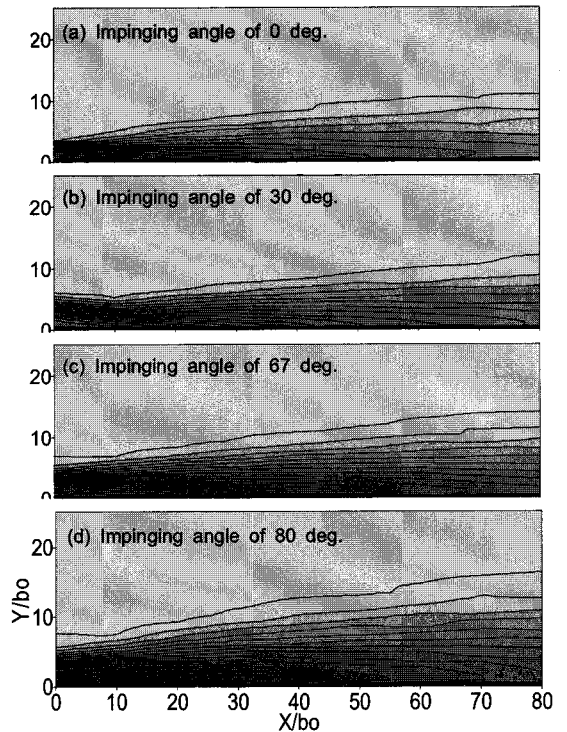 20
(a) Impinging angle of 0 deg.
10
0
20
(b) Impinging angle of 30 deg.
10
0
20
(c) Impinging angle of 67 deg.
10
0
20
(d) Impinging angle of 80 deg.
10
Y/bo
0
0 10 20 30 40 50 60 70 80
X/bo